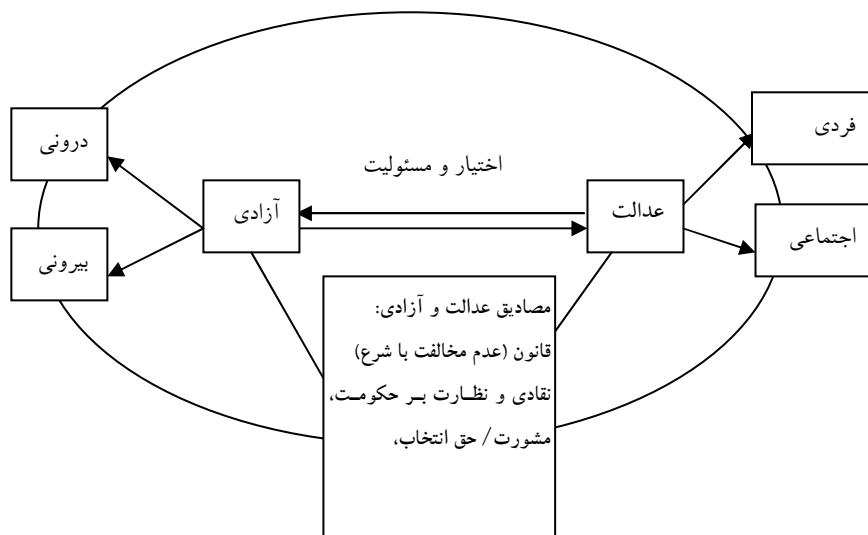 فردی
درونی
اختیار و مسئولیت
عدالت
آزادی
اجتماعی
بیرونی
مصادیق عدالت و آزادی:
قانون (عدم مخالفت با شرع)
نقادی و نظارت بر حکومت،
مشورت/ حق انتخاب،